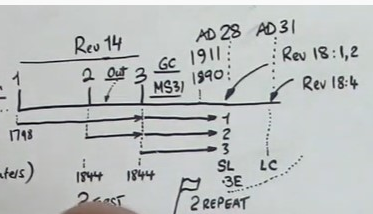 Rev 14
AD 28 AD 31
1 2 Out 3 GC MS31
1911
1890
Rev 18:1,2
Rev 18:4
1798
1
2
3
1844 1844
SL LC
3E
2 REPEAT